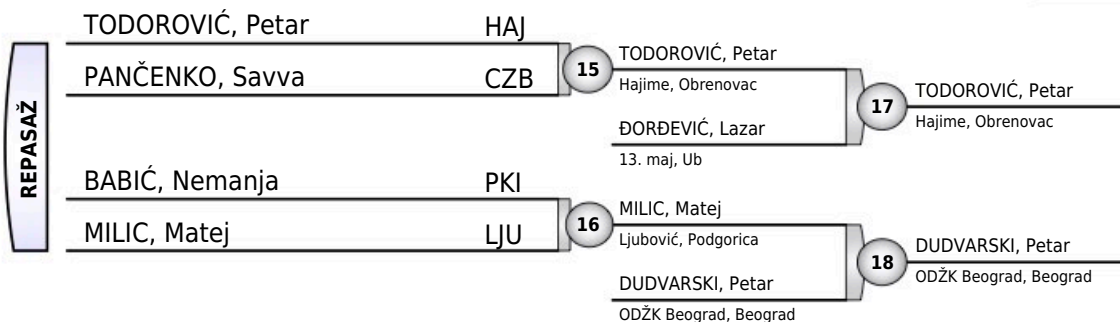 REPASAŽ
TODOROVIĆ, Petar HAJ
PANČENKO, Savva CZB
15
TODOROVIĆ, Petar
Hajime, Obrenovac
ĐORĐEVIĆ, Lazar
13. maj, Ub
17
TODOROVIĆ, Petar
Hajime, Obrenovac
BABIĆ, Nemanja PKI
MILIC, Matej LJU
16
MILIC, Matej
Ljubović, Podgorica
DUDVARSKI, Petar
ODŽK Beograd, Beograd
18
DUDVARSKI, Petar
ODŽK Beograd, Beograd